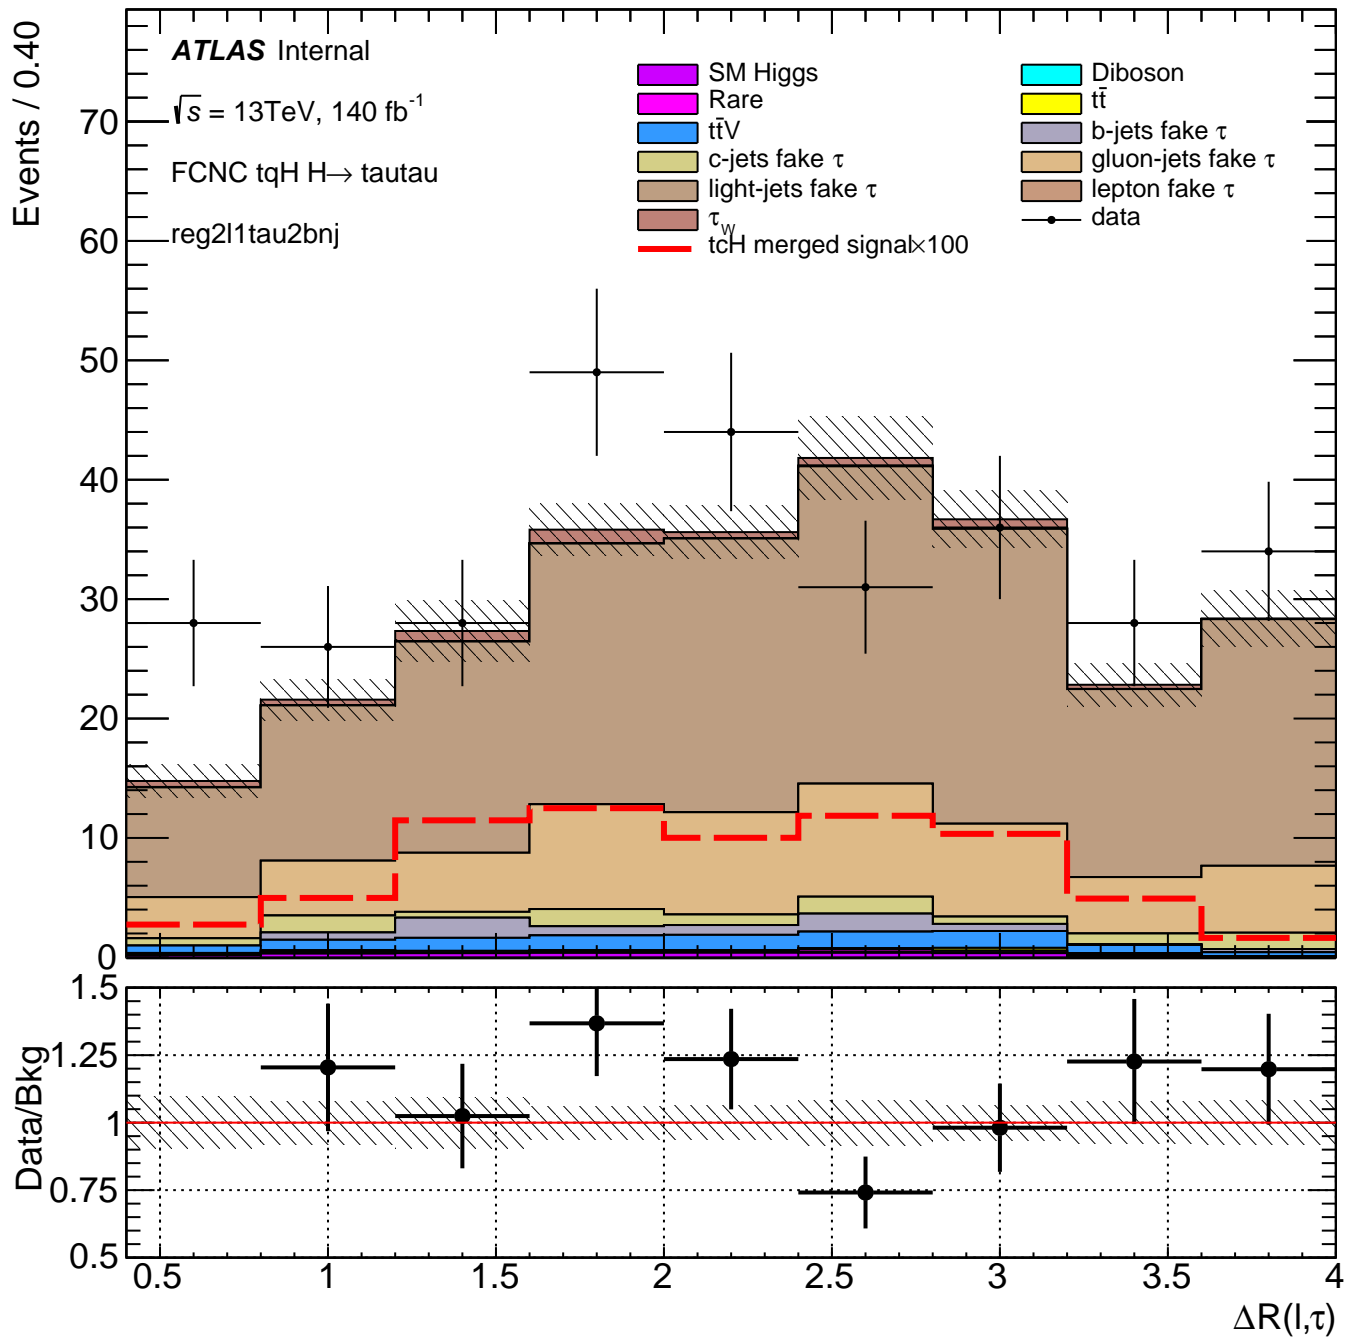 Events / 0.40
ATLAS Internal
√s = 13TeV, 140 fb⁻¹
FCNC tqH H→ tautau
reg2l1tau2bnj
SM Higgs
Rare
tt̄V
c-jets fake τ
light-jets fake τ
τ_W
tcH merged signal×100
Diboson
tt̄
b-jets fake τ
gluon-jets fake τ
lepton fake τ
data
70
60
50
40
30
20
10
0
Data/Bkg
1.5
1.25
1
0.75
0.5
0.5 1 1.5 2 2.5 3 3.5 4
ΔR(l,τ)